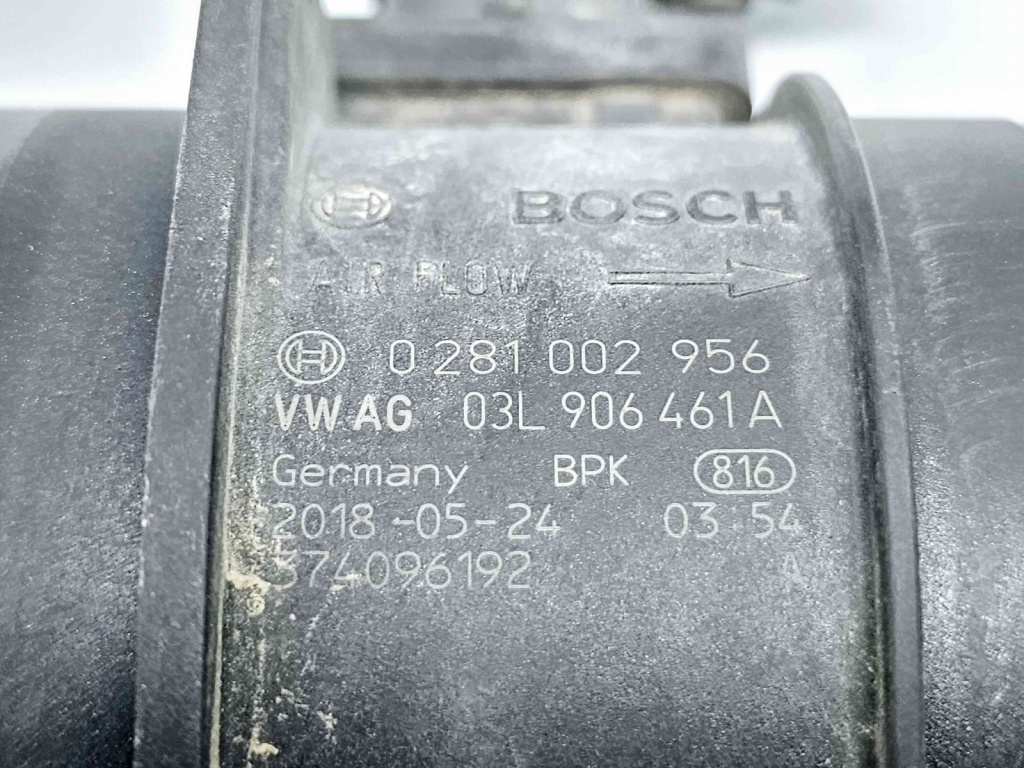 BOSCH
AIR FLOW
0 281 002 956
VW AG 03L 906 461 A
Germany BPK 816
2018-05-24 03:54
374096192 A